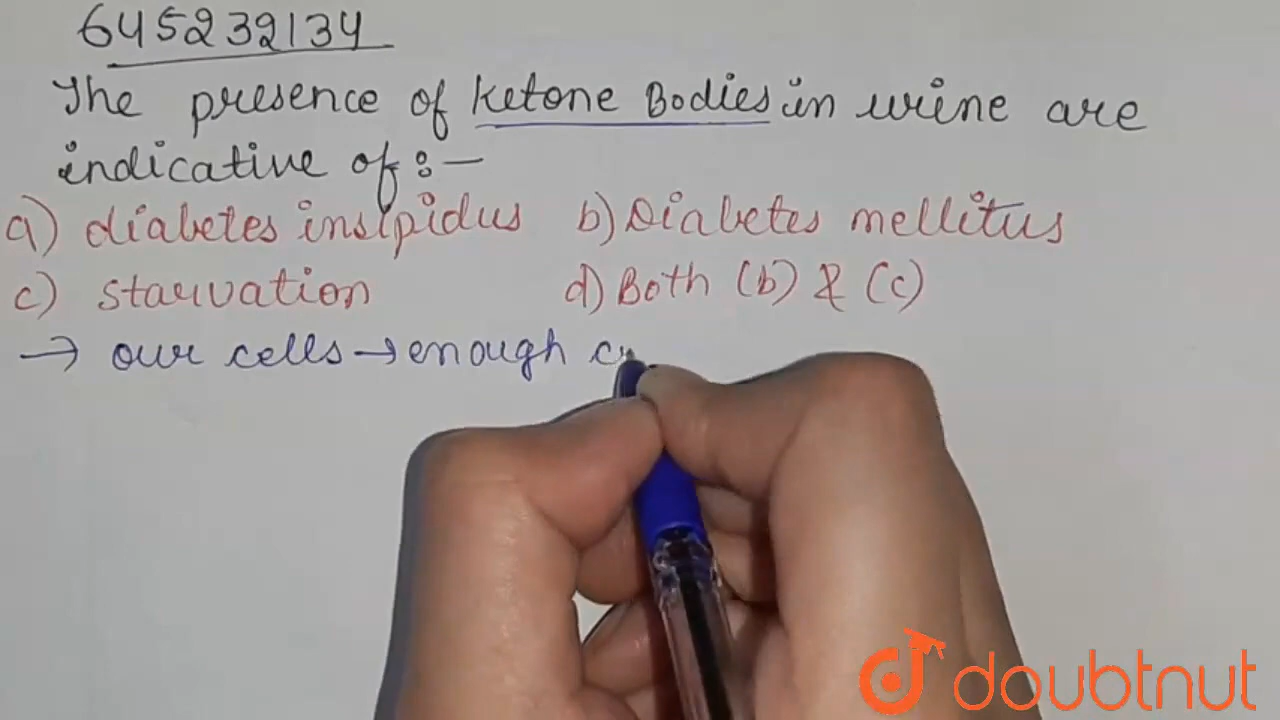 645232134
The presence of Ketone Bodies in urine are
indicative of :-
a) diabetes insipidus b) Diabetes mellitus
c) starvation d) Both (b) & (c)
→ our cells → enough
doubtnut